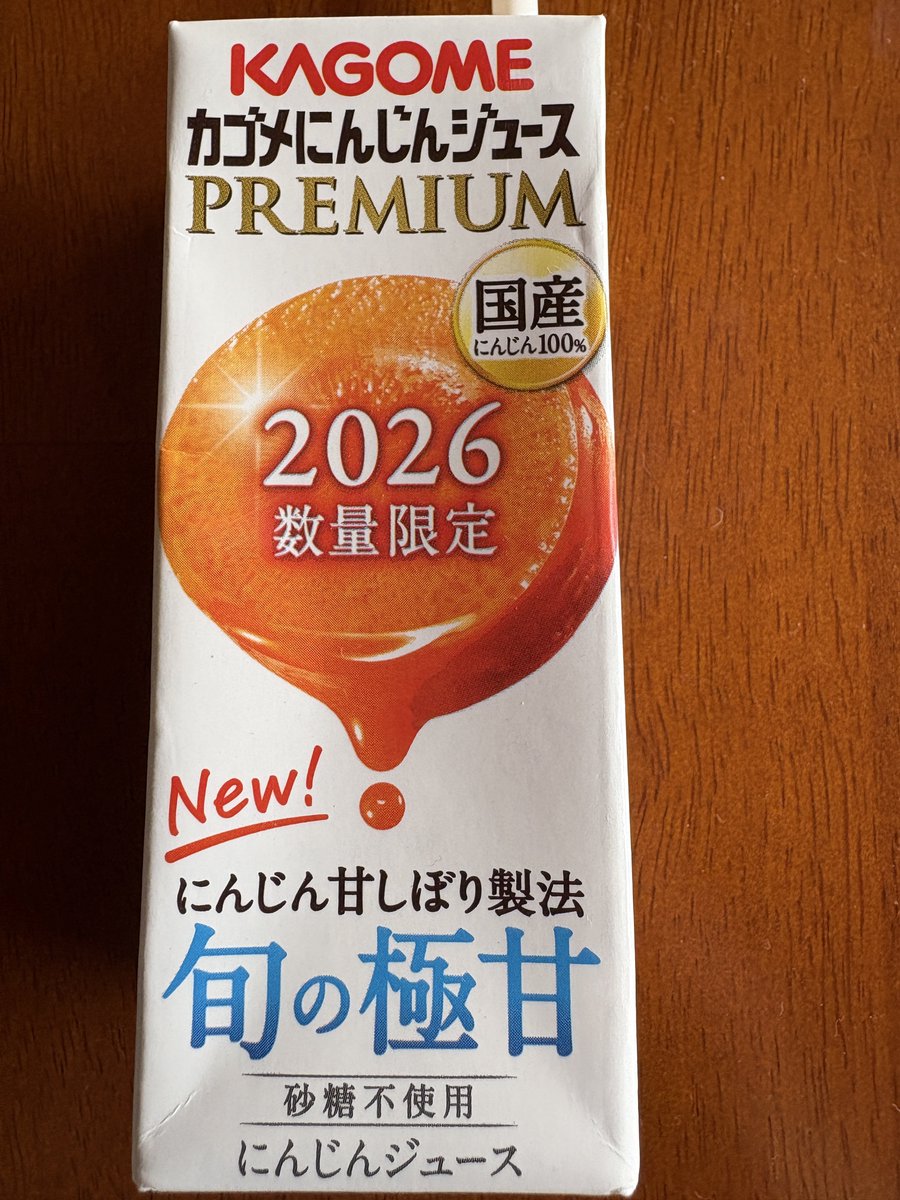 KAGOME
カゴメにんじんジュース
PREMIUM
国産
にんじん100%
2026
数量限定
New!
にんじん甘しぼり製法
旬の極甘
砂糖不使用
にんじんジュース